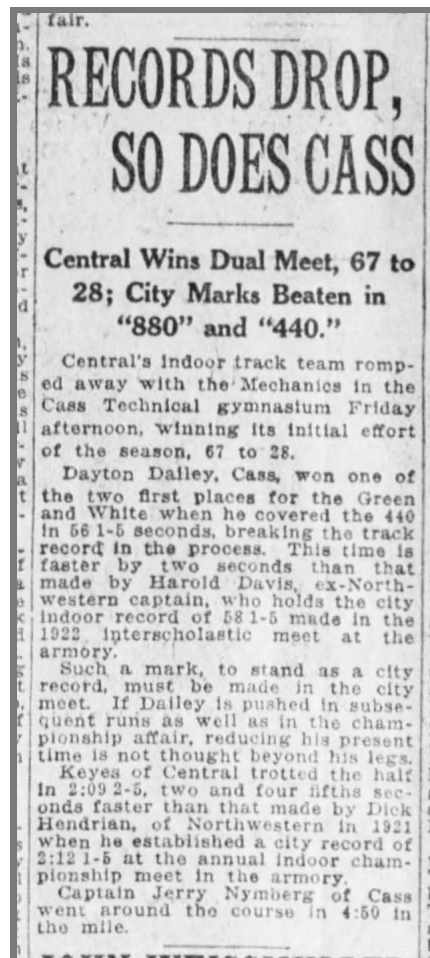 fair.
RECORDS DROP,
SO DOES CASS
Central Wins Dual Meet, 67 to
28; City Marks Beaten in
"880" and "440."
Central's indoor track team romp-
ed away with the Mechanics in the
Cass Technical gymnasium Friday
afternoon, winning its initial effort
of the season, 67 to 28.
Dayton Dailey, Cass, won one of
the two first places for the Green
and White when he covered the 440
in 56 1-5 seconds, breaking the track
record in the process. This time is
faster by two seconds than that
made by Harold Davis, ex-North-
western captain, who holds the city
indoor record of 58 1-5 made in the
1922 interscholastic meet at the
armory.
Such a mark, to stand as a city
record, must be made in the city
meet. If Dailey is pushed in subse-
quent runs as well as in the cham-
pionship affair, reducing his present
time is not thought beyond his legs.
Keyes of Central trotted the half
in 2:09 2-5, two and four fifths sec-
onds faster than that made by Dick
Hendrian, of Northwestern in 1921
when he established a city record of
2:12 1-5 at the annual indoor cham-
pionship meet in the armory.
Captain Jerry Nymberg of Cass
went around the course in 4:50 in
the mile.